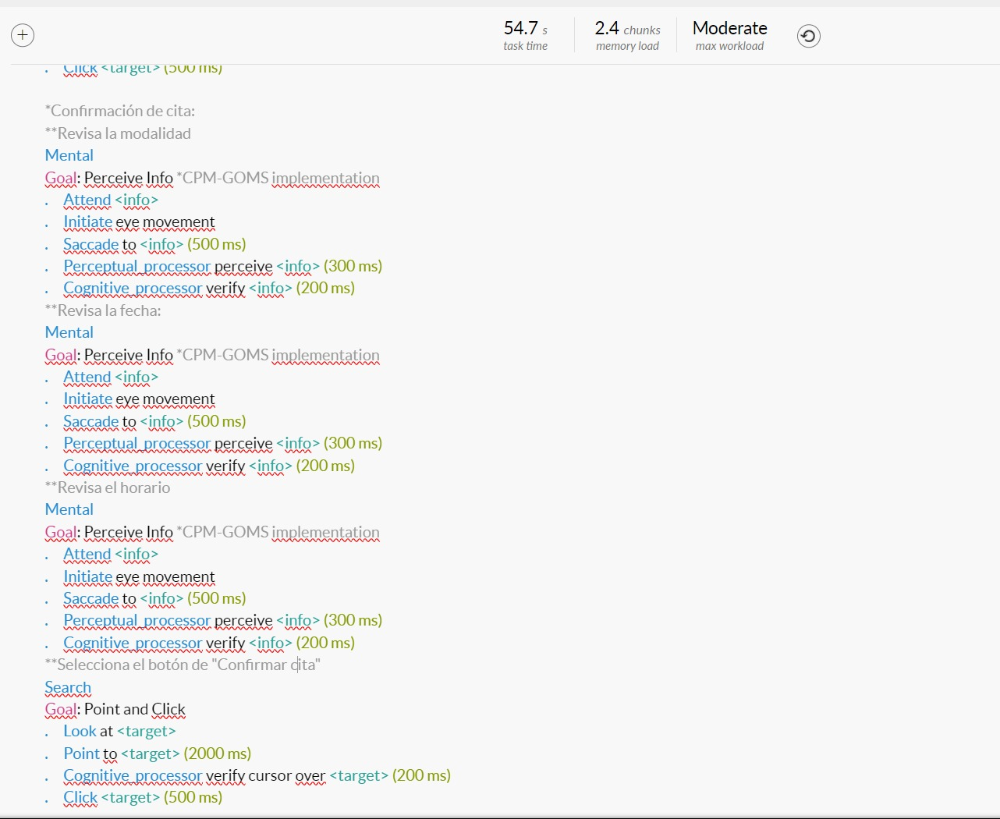 54.7 s
task time
2.4 chunks
memory load
Moderate
max workload
. Click <target> (500 ms)
*Confirmación de cita:
**Revisa la modalidad
Mental
Goal: Perceive Info *CPM-GOMS implementation
. Attend <info>
. Initiate eye movement
. Saccade to <info> (500 ms)
. Perceptual_processor perceive <info> (300 ms)
. Cognitive_processor verify <info> (200 ms)
**Revisa la fecha:
Mental
Goal: Perceive Info *CPM-GOMS implementation
. Attend <info>
. Initiate eye movement
. Saccade to <info> (500 ms)
. Perceptual_processor perceive <info> (300 ms)
. Cognitive_processor verify <info> (200 ms)
**Revisa el horario
Mental
Goal: Perceive Info *CPM-GOMS implementation
. Attend <info>
. Initiate eye movement
. Saccade to <info> (500 ms)
. Perceptual_processor perceive <info> (300 ms)
. Cognitive_processor verify <info> (200 ms)
**Selecciona el botón de "Confirmar cita"
Search
Goal: Point and Click
. Look at <target>
. Point to <target> (2000 ms)
. Cognitive_processor verify cursor over <target> (200 ms)
. Click <target> (500 ms)